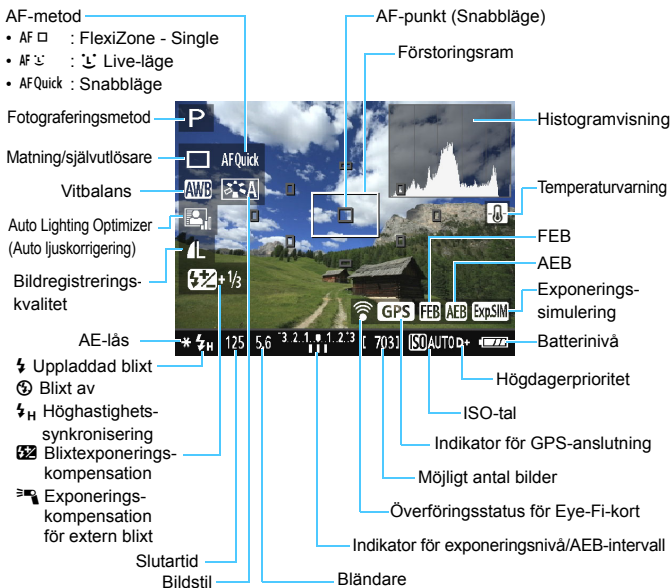 AF-metod
• AF □ : FlexiZone - Single
• AF : Live-läge
• AFQuick : Snabbläge
Fotograferingsmetod
Matning/självutlösare
Vitbalans
Auto Lighting Optimizer
(Auto ljuskorrigering)
Bildregistrerings-
kvalitet
AE-lås
Uppladdad blixt
Blixt av
H Höghastighets-
synkronisering
Blixtexponerings-
kompensation
Exponerings-
kompensation
för extern blixt
Slutartid
Bildstil
AF-punkt (Snabbläge)
Förstoringsram
Histogramvisning
Temperaturvarning
FEB
AEB
Exponerings-
simulering
Batterinivå
Högdagerprioritet
ISO-tal
Indikator för GPS-anslutning
Möjligt antal bilder
Överföringsstatus för Eye-Fi-kort
Indikator för exponeringsnivå/AEB-intervall
Bländare
P
AFQuick
AWB A
L
+1/3
GPS FEB AEB Exp.SIM
* H 125 5.6 -3..2..1..0..1..2.:3 [ 703] ISO AUTO D+